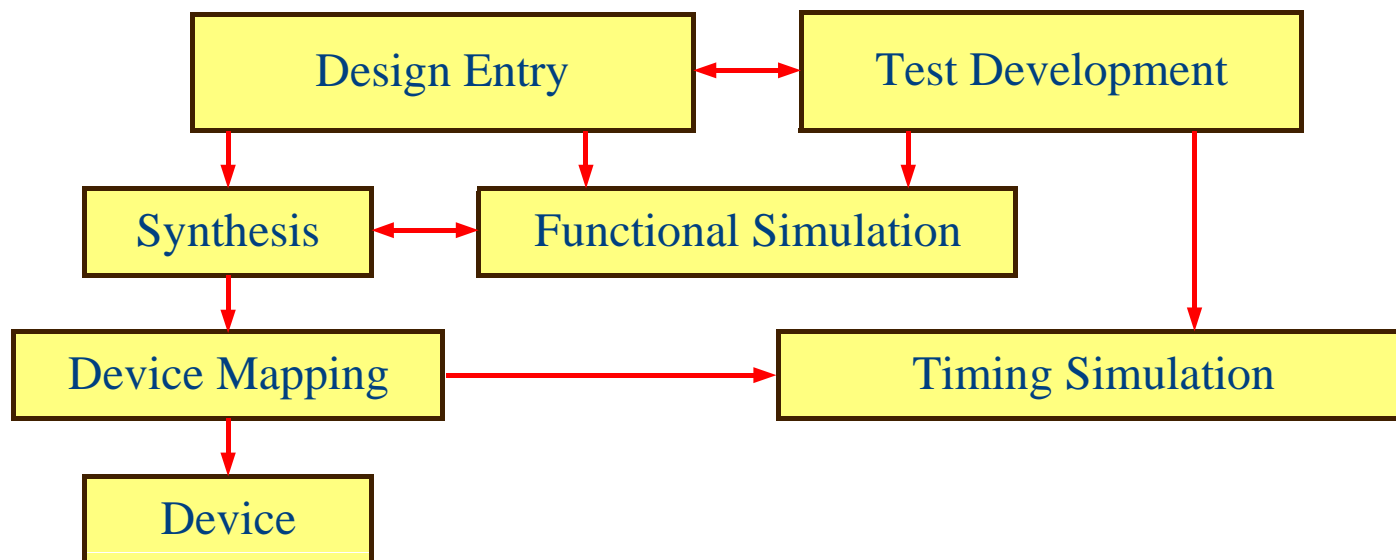 Design Entry
Test Development
Synthesis
Functional Simulation
Device Mapping
Timing Simulation
Device